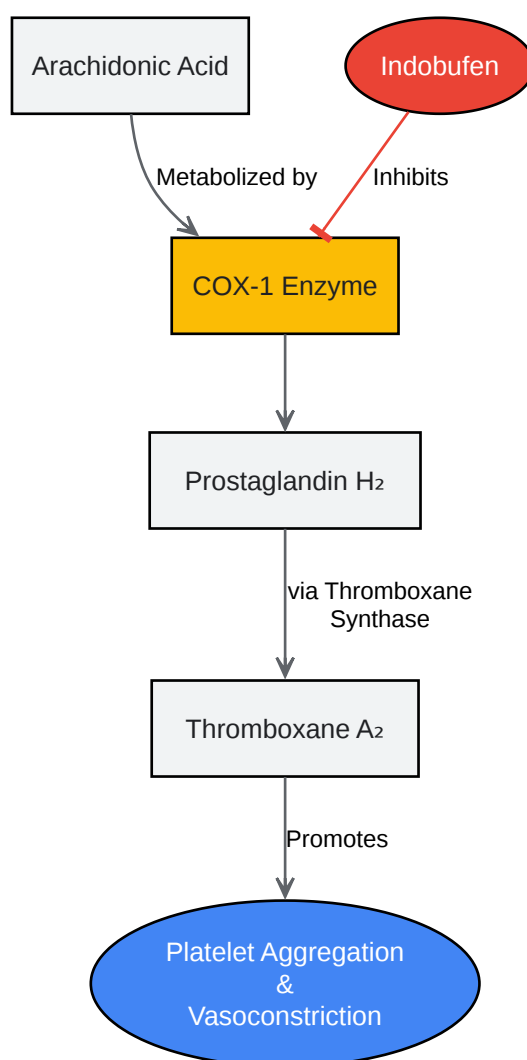 Arachidonic Acid
Indobufen
Metabolized by
Inhibits
COX-1 Enzyme
Prostaglandin H₂
via Thromboxane
Synthase
Thromboxane A₂
Promotes
Platelet Aggregation
&
Vasoconstriction